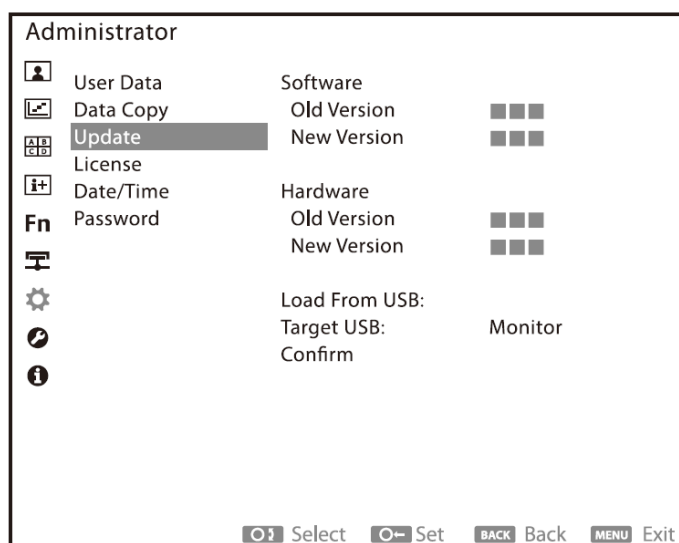 Administrator
User Data
Data Copy
Update
License
Date/Time
Password
Fn
Software
Old Version
New Version
Hardware
Old Version
New Version
Load From USB:
Target USB: Monitor
Confirm
A B
C D
i+
Select Set BACK Back MENU Exit